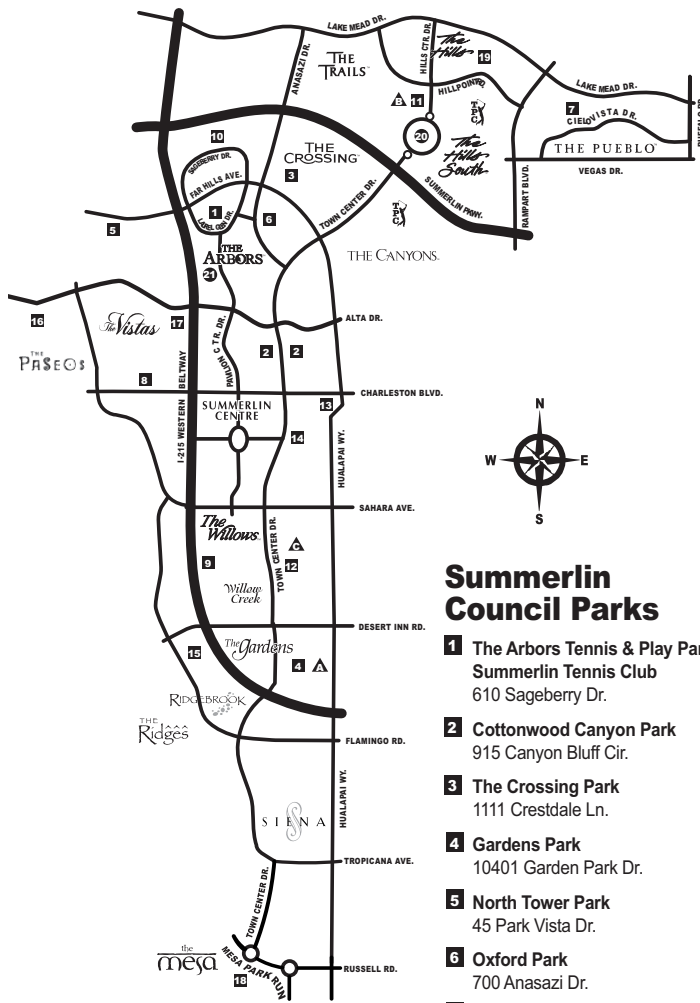 LAKE MEAD DR.
HILLS CTR. DR.
The Hills
19
ANASAZI DR.
THE TRAILS
HILLPOINTE RD.
LAKE MEAD DR.
B 11
TPC
7
CIELO VISTA DR.
THE PUEBLO
20
10
THE CROSSING
The Hills South
VEGAS DR.
SAGEBERRY DR.
3
FAR HILLS AVE.
TOWN CENTER DR.
SUMMERLIN PKWY.
RAMPART BLVD.
1
6
TPC
5
LAUREL GLEN DR.
THE ARBORS
THE CANYONS
21
16
The Vistas
17
PAVILION CTR. DR.
ALTA DR.
THE PASEOS
2 2
8
I-215 WESTERN BELTWAY
CHARLESTON BLVD.
SUMMERLIN CENTRE
13
14
HUALAPAI WY.
N
W E
S
SAHARA AVE.
The Willows
TOWN CENTER DR.
C
9
12
Willow Creek
DESERT INN RD.
The Gardens
15
4 A
RIDGEBROOK
THE Ridges
FLAMINGO RD.
HUALAPAI WY.
SIENA
TROPICANA AVE.
TOWN CENTER DR.
the mesa
MESA PARK RUN
18
RUSSELL RD.
Summerlin
Council Parks
1 The Arbors Tennis & Play Par
Summerlin Tennis Club
610 Sageberry Dr.
2 Cottonwood Canyon Park
915 Canyon Bluff Cir.
3 The Crossing Park
1111 Crestdale Ln.
4 Gardens Park
10401 Garden Park Dr.
5 North Tower Park
45 Park Vista Dr.
6 Oxford Park
700 Anasazi Dr.